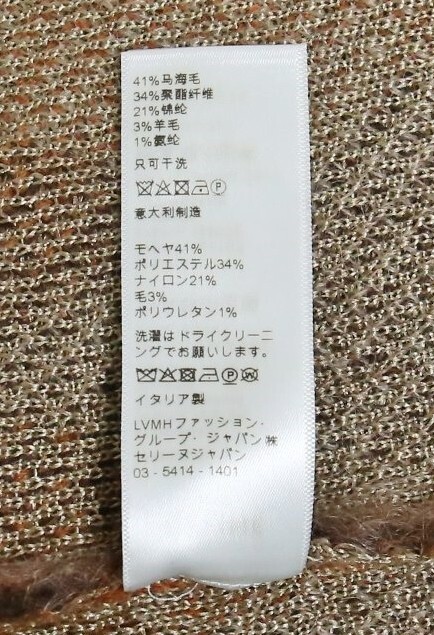 41%马海毛
34%聚酯纤维
21%锦纶
3%羊毛
1%氨纶
只可干洗
意大利制造
モヘヤ41%
ポリエステル34%
ナイロン21%
毛3%
ポリウレタン1%
洗濯はドライクリーニ
ングでお願いします。
イタリア製
LVMHファッション·
グループ· ジャパン㈱
セリーヌジャパン
03 - 5414 - 1401